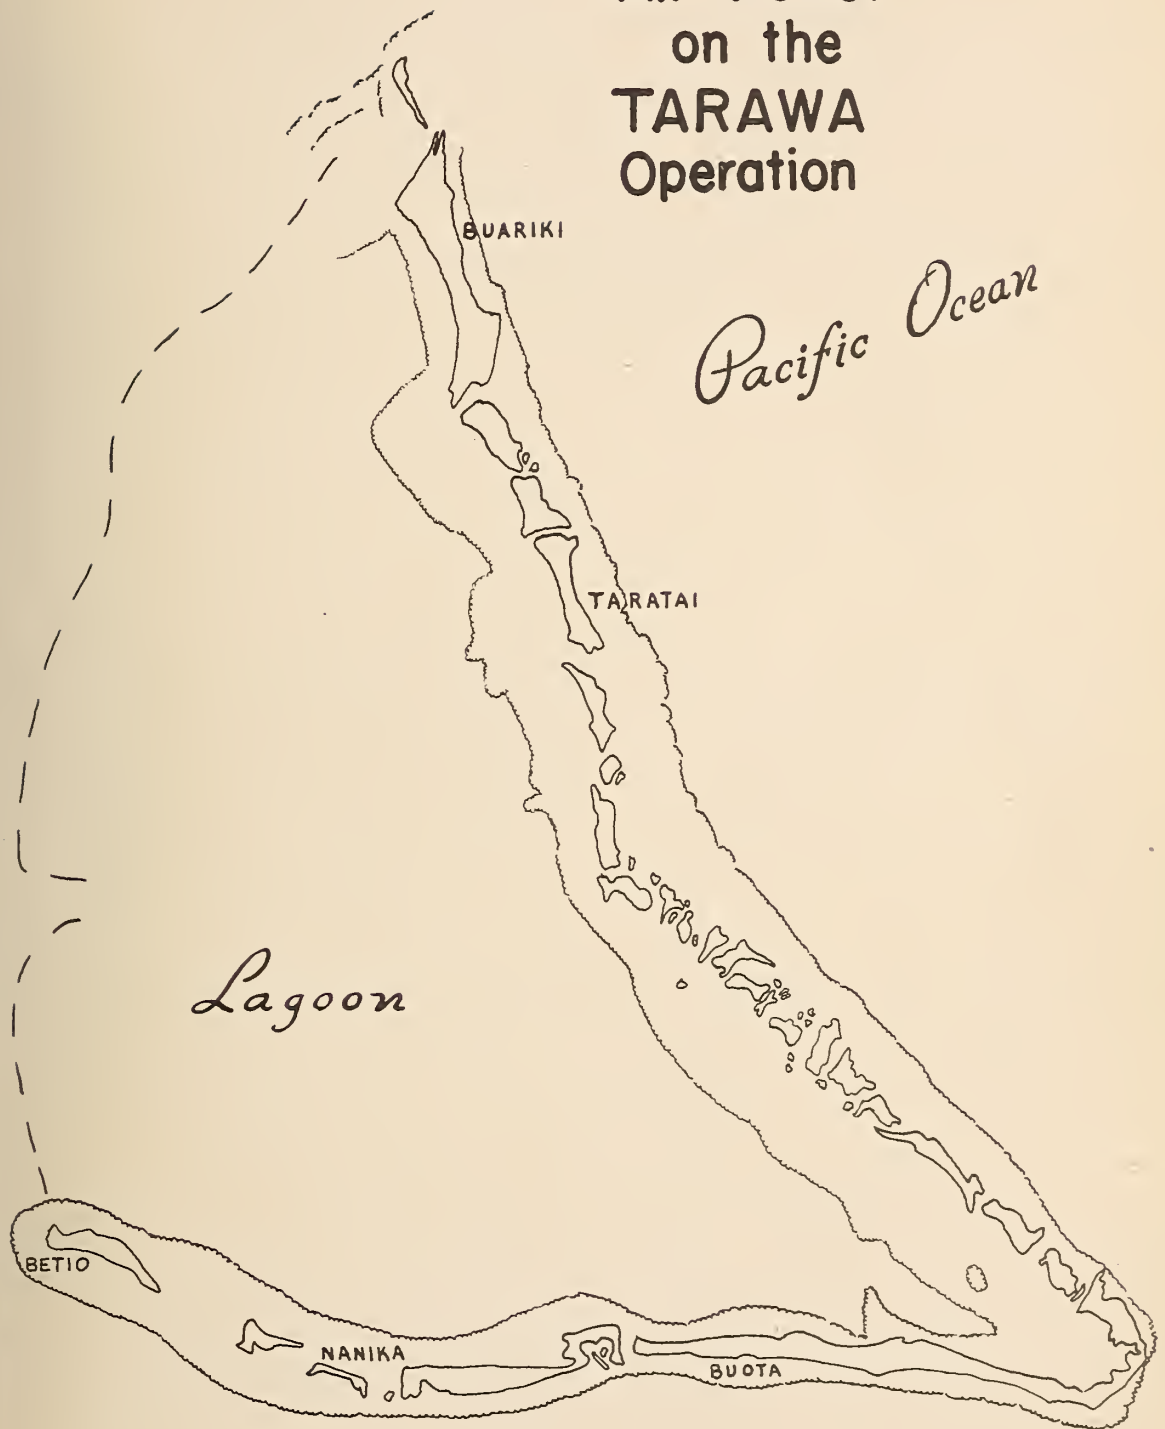 on the
TARAWA
Operation
BUARIKI
Pacific Ocean
TARATAI
Lagoon
BETIO
NANIKA
BUOTA